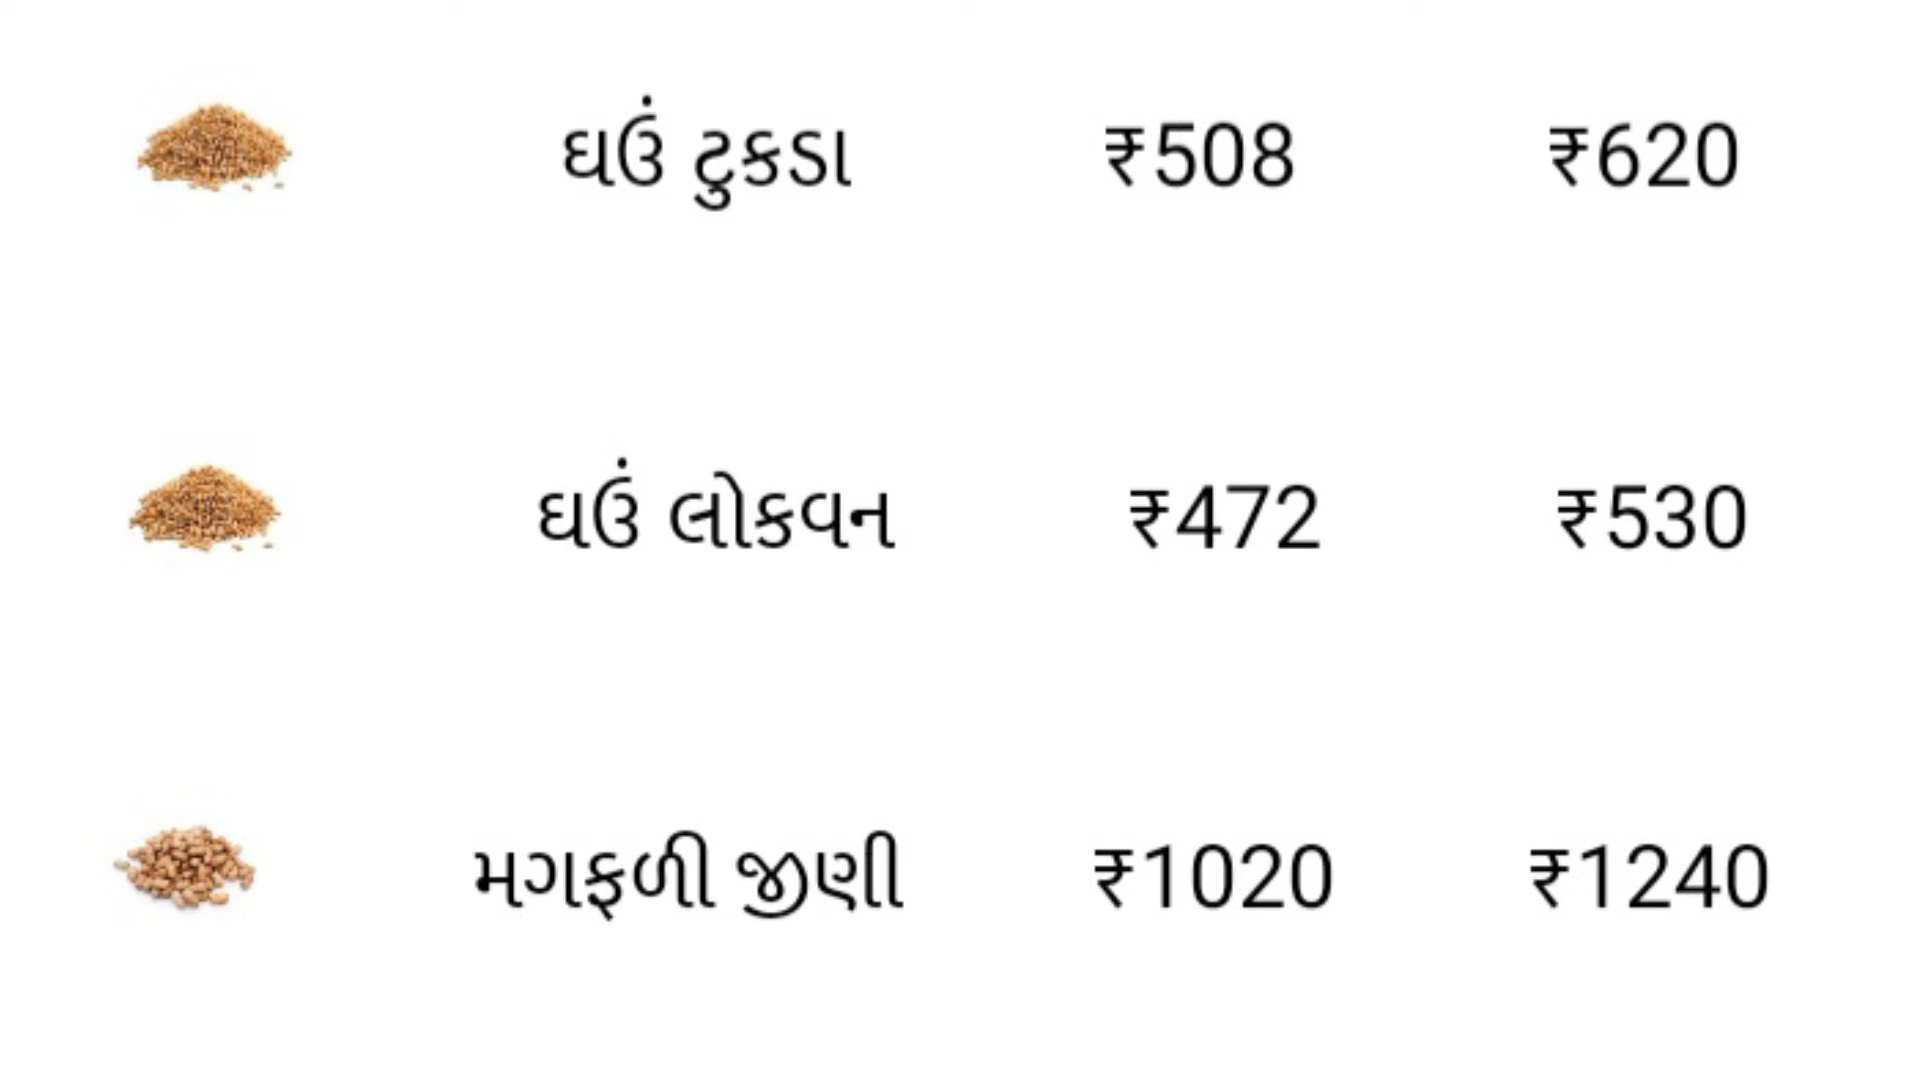 ઘઉં ટુકડા ₹508 ₹620
ઘઉં લોકવન ₹472 ₹530
મગફળી જીણી ₹1020 ₹1240